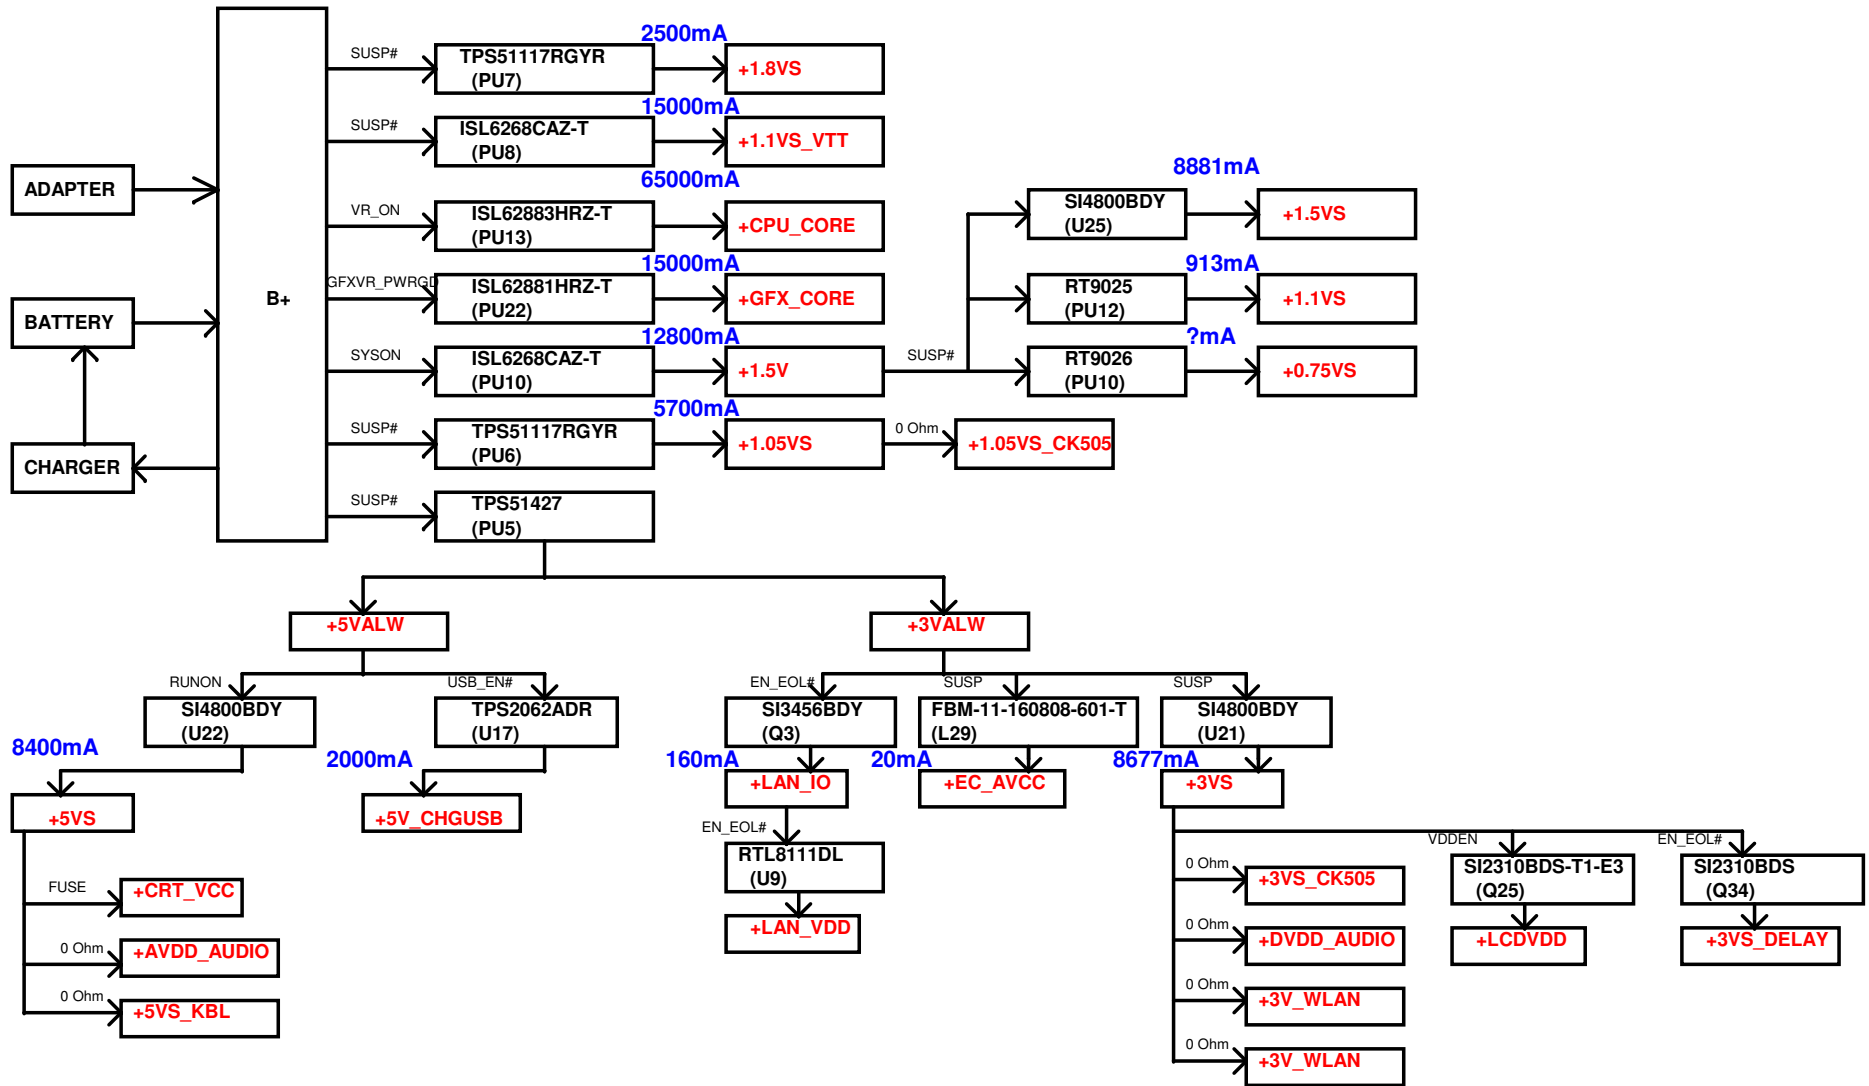 2500mA
SUSP#
TPS51117RGYR
(PU7)
+1.8VS
15000mA
SUSP#
ISL6268CAZ-T
(PU8)
+1.1VS_VTT
ADAPTER
65000mA
VR_ON
ISL62883HRZ-T
(PU13)
+CPU_CORE
8881mA
SI4800BDY
(U25)
+1.5VS
15000mA
GFXVR_PWRGD
ISL62881HRZ-T
(PU22)
+GFX_CORE
913mA
RT9025
(PU12)
+1.1VS
B+
BATTERY
12800mA
SYSON
ISL6268CAZ-T
(PU10)
+1.5V
SUSP#
?mA
RT9026
(PU10)
+0.75VS
5700mA
SUSP#
TPS51117RGYR
(PU6)
+1.05VS
0 Ohm
+1.05VS_CK505
CHARGER
SUSP#
TPS51427
(PU5)
+5VALW
+3VALW
RUNON
SI4800BDY
(U22)
USB_EN#
TPS2062ADR
(U17)
EN_EOL#
SI3456BDY
(Q3)
SUSP
FBM-11-160808-601-T
(L29)
SUSP
SI4800BDY
(U21)
8400mA
2000mA
160mA
20mA
8677mA
+5VS
+5V_CHGUSB
+LAN_IO
+EC_AVCC
+3VS
EN_EOL#
RTL8111DL
(U9)
+LAN_VDD
VDDEN
SI2310BDS-T1-E3
(Q25)
+LCDVDD
EN_EOL#
SI2310BDS
(Q34)
+3VS_DELAY
FUSE
+CRT_VCC
0 Ohm
+AVDD_AUDIO
0 Ohm
+5VS_KBL
0 Ohm
+3VS_CK505
0 Ohm
+DVDD_AUDIO
0 Ohm
+3V_WLAN
0 Ohm
+3V_WLAN